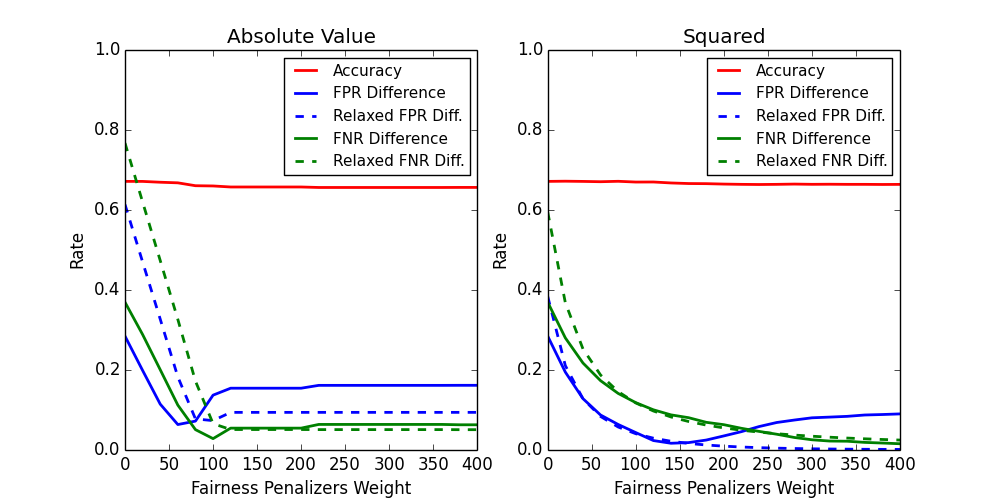 Absolute Value
1.0
0.8
0.6
0.4
0.2
0.0
Rate
0 50 100 150 200 250 300 350 400
Fairness Penalizers Weight
Accuracy
FPR Difference
Relaxed FPR Diff.
FNR Difference
Relaxed FNR Diff.
Squared
1.0
0.8
0.6
0.4
0.2
0.0
Rate
0 50 100 150 200 250 300 350 400
Fairness Penalizers Weight
Accuracy
FPR Difference
Relaxed FPR Diff.
FNR Difference
Relaxed FNR Diff.